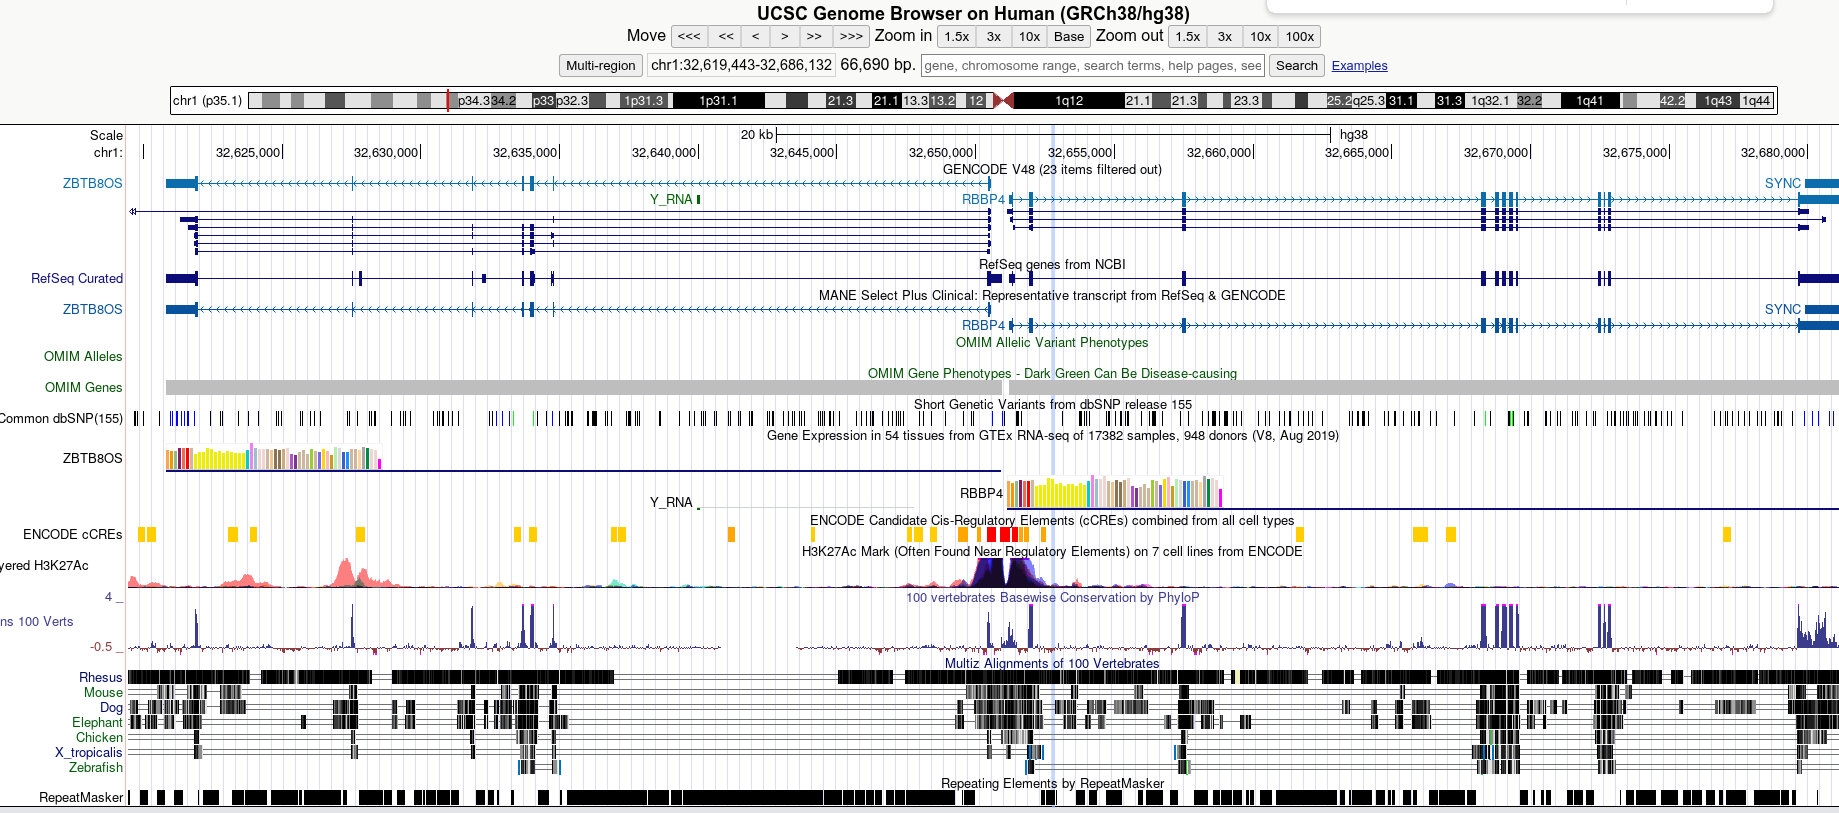 UCSC Genome Browser on Human (GRCh38/hg38)
Move <<< << < > >> >>> Zoom in 1.5x 3x 10x Base Zoom out 1.5x 3x 10x 100x
Multi-region chr1:32,619,443-32,686,132 66,690 bp. gene, chromosome range, search terms, help pages, see Search Examples
chr1 (p35.1) p34.3 34.2 p33 p32.3 1p31.3 1p31.1 21.3 21.1 13.3 13.2 12 1q12 21.1 21.3 23.3 25.2 q25.3 31.1 31.3 1q32.1 32.2 1q41 42.2 1q43 1q44
Scale 20 kb hg38
chr1: 32,625,000 32,630,000 32,635,000 32,640,000 32,645,000 32,650,000 32,655,000 32,660,000 32,665,000 32,670,000 32,675,000 32,680,000
GENCODE V48 (23 items filtered out)
ZBTB8OS SYNC
Y_RNA RBBP4
RefSeq genes from NCBI
RefSeq Curated
MANE Select Plus Clinical: Representative transcript from RefSeq & GENCODE
ZBTB8OS SYNC
RBBP4
OMIM Allelic Variant Phenotypes
OMIM Alleles
OMIM Gene Phenotypes - Dark Green Can Be Disease-causing
OMIM Genes
Short Genetic Variants from dbSNP release 155
Common dbSNP(155)
Gene Expression in 54 tissues from GTEx RNA-seq of 17382 samples, 948 donors (V8, Aug 2019)
ZBTB8OS
RBBP4
Y_RNA
ENCODE Candidate Cis-Regulatory Elements (cCREs) combined from all cell types
ENCODE cCREs
H3K27Ac Mark (Often Found Near Regulatory Elements) on 7 cell lines from ENCODE
yered H3K27Ac
100 vertebrates Basewise Conservation by PhyloP
4 _
ns 100 Verts
-0.5 _
Multiz Alignments of 100 Vertebrates
Rhesus
Mouse
Dog
Elephant
Chicken
X_tropicalis
Zebrafish
Repeating Elements by RepeatMasker
RepeatMasker